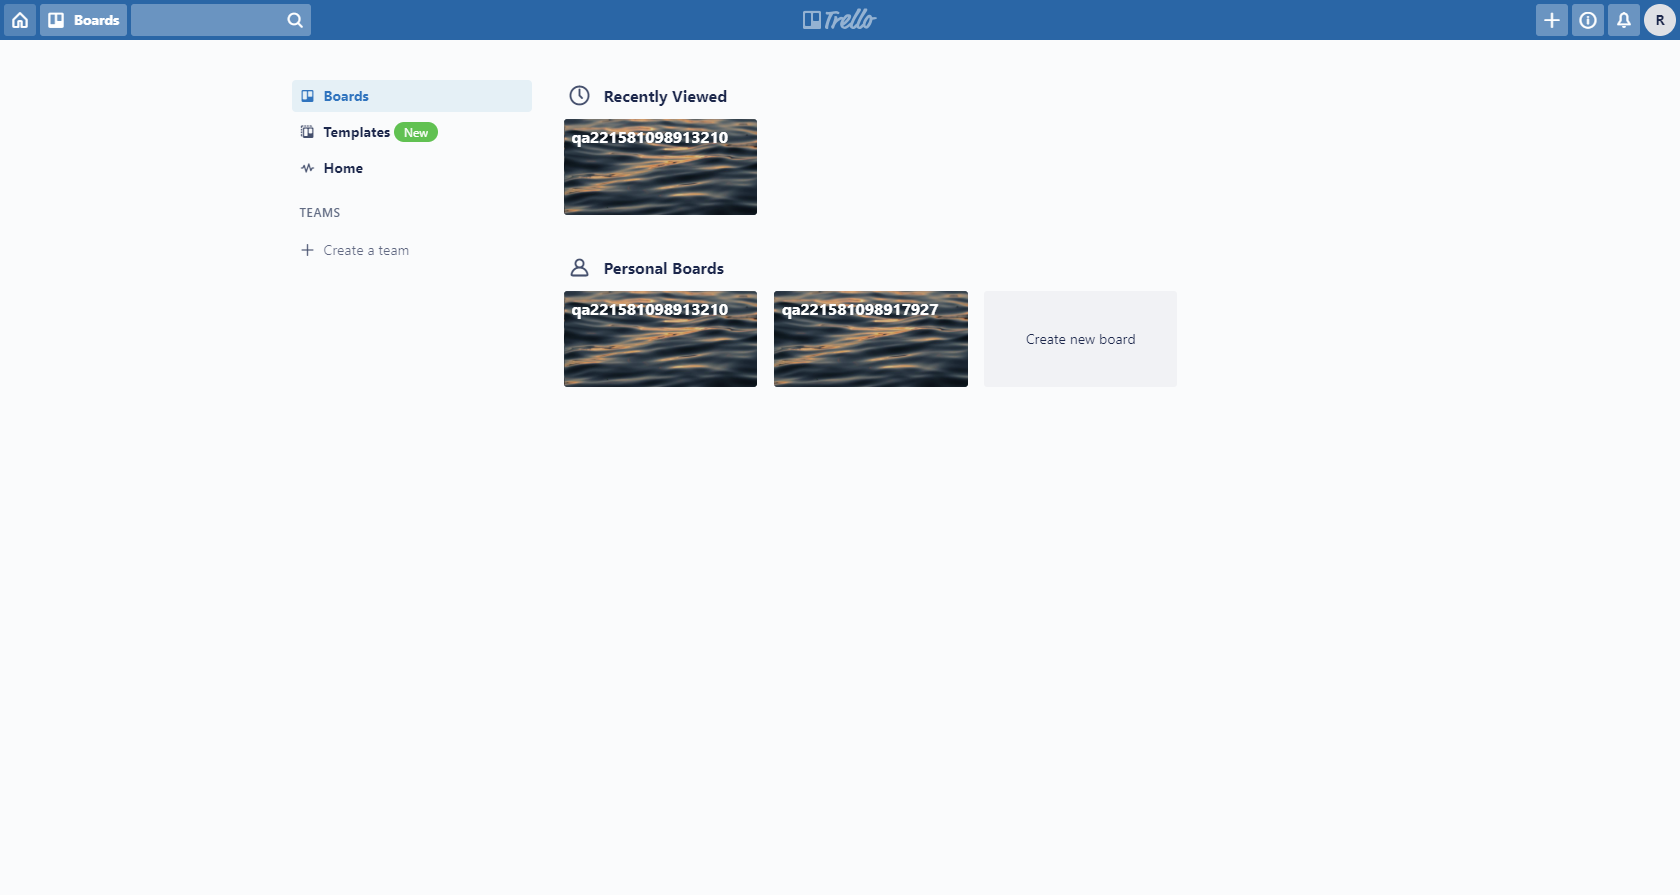 Boards
Trello
R
Boards
Templates New
Home
TEAMS
Create a team
Recently Viewed
qa221581098913210
Personal Boards
qa221581098913210
qa221581098917927
Create new board